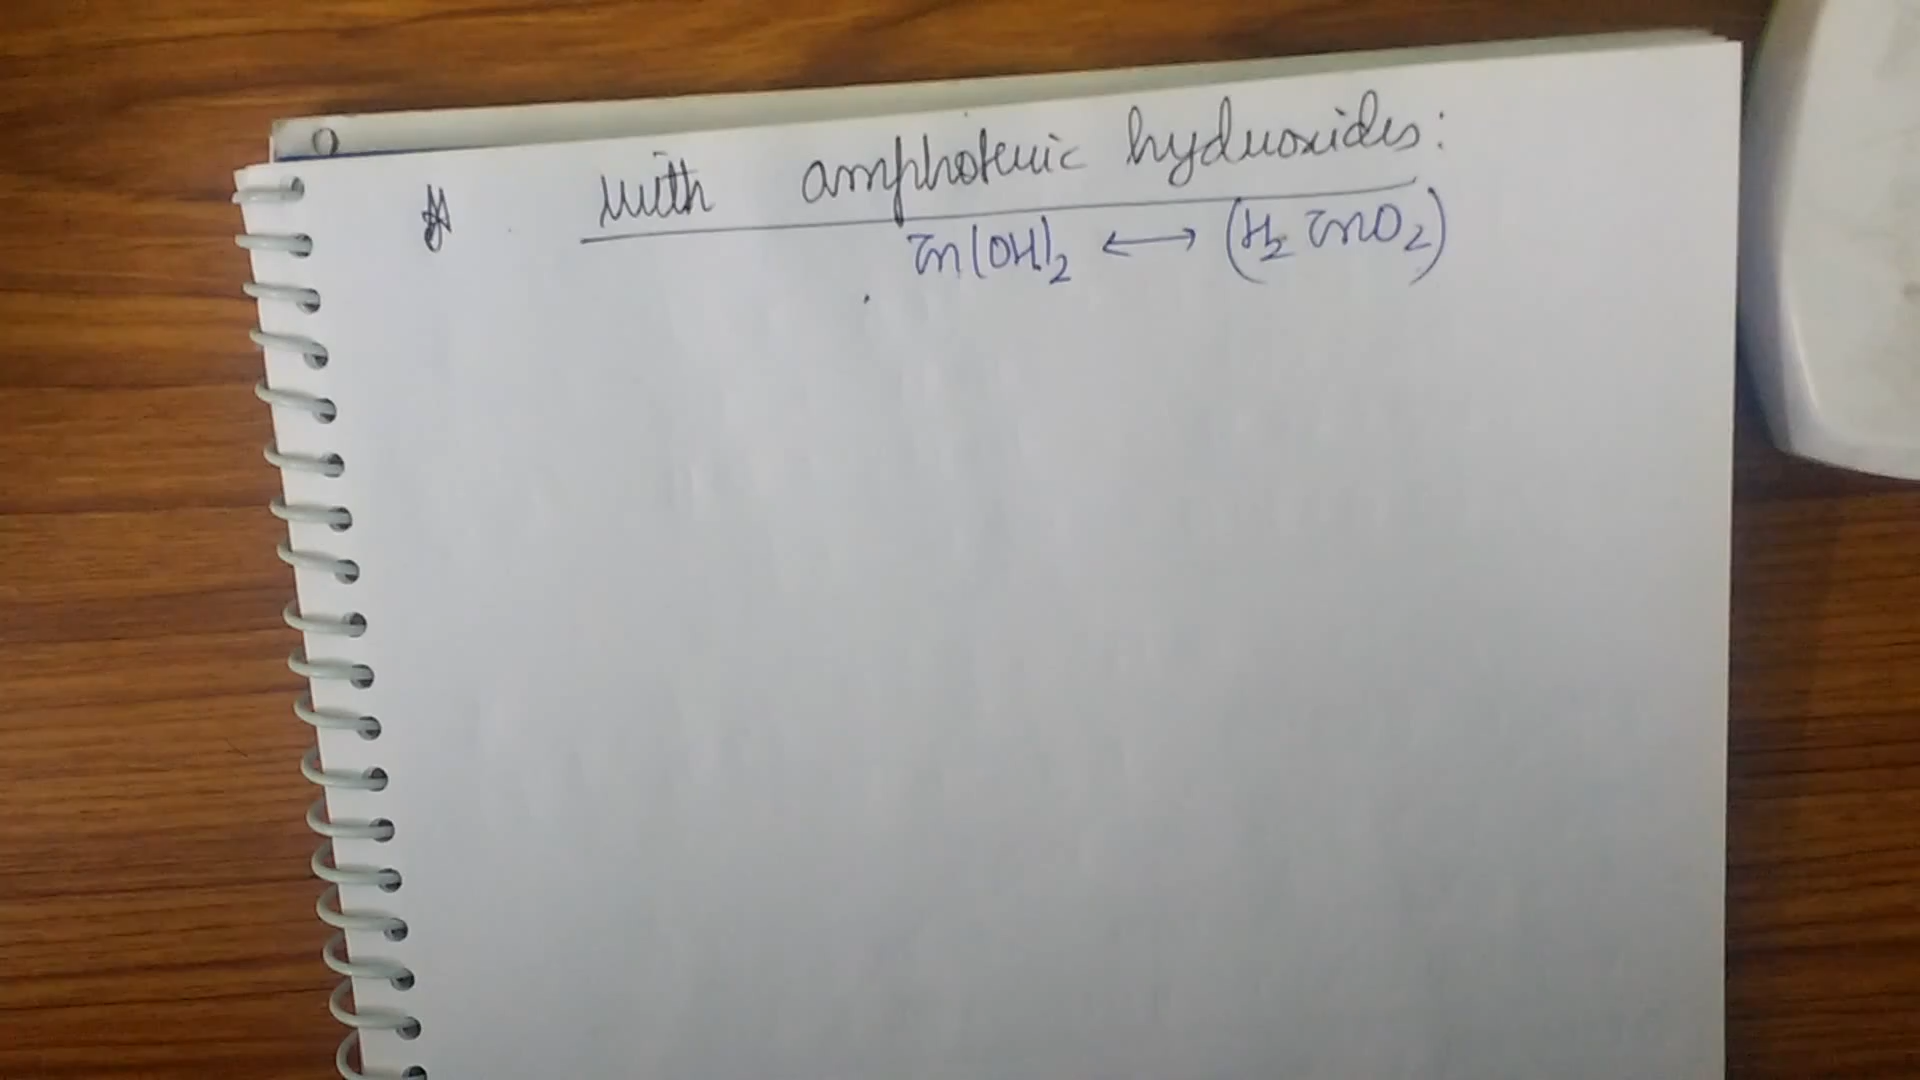 with amphoteric hydroxides:
Zn(OH)₂ ⟷ (H₂ZnO₂)